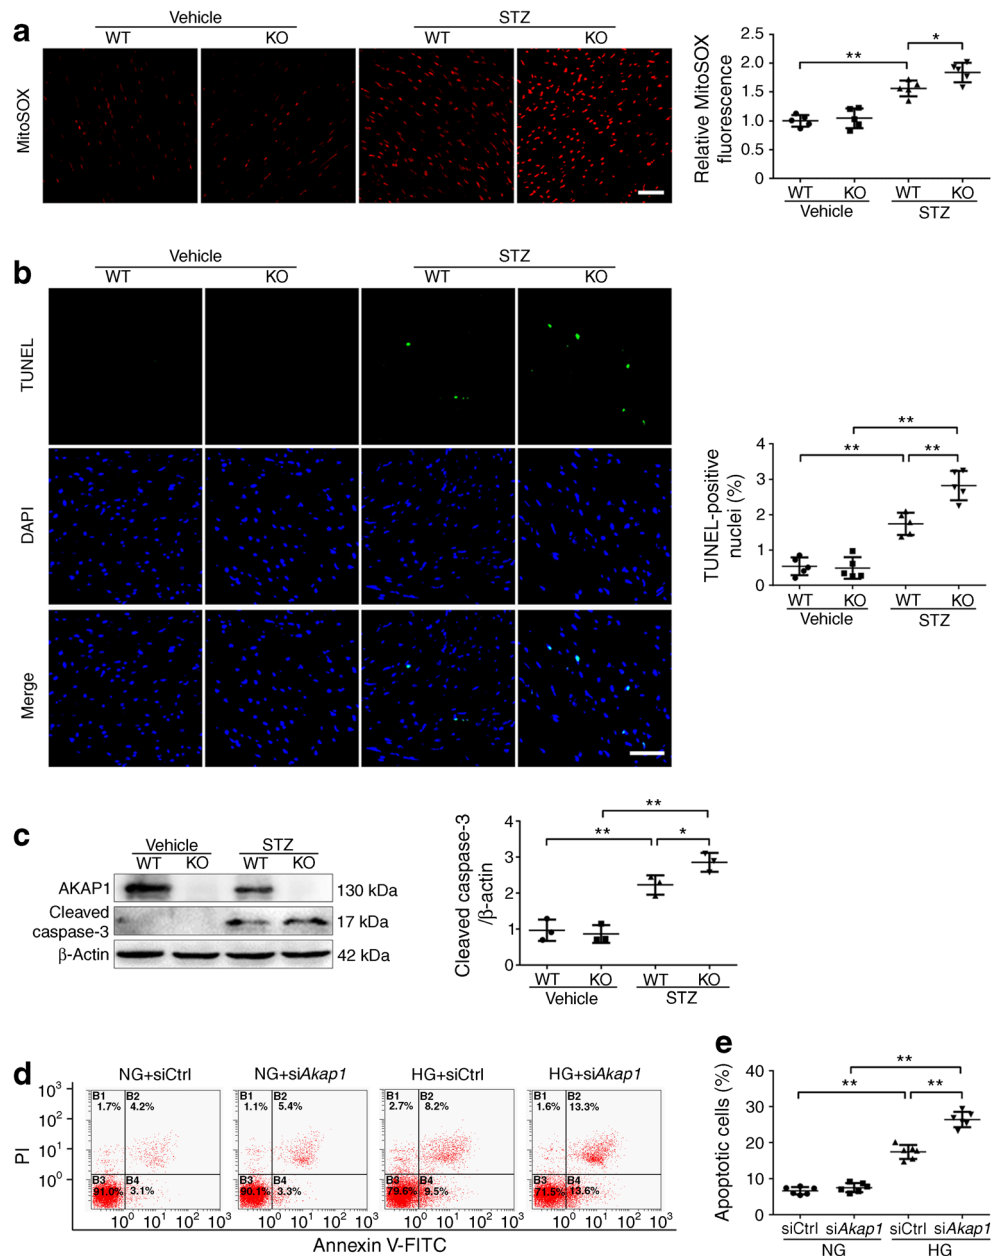 a
Vehicle STZ
WT KO WT KO
MitoSOX
Relative MitoSOX
fluorescence
2.5
2.0
1.5
1.0
0.5
0
** *
WT KO WT KO
Vehicle STZ
b
Vehicle STZ
WT KO WT KO
TUNEL
DAPI
Merge
TUNEL-positive
nuclei (%)
4
3
2
1
0
**
** **
WT KO WT KO
Vehicle STZ
c
Vehicle STZ
WT KO WT KO
AKAP1 130 kDa
Cleaved
caspase-3 17 kDa
β-Actin 42 kDa
Cleaved caspase-3
/β-actin
4
3
2
1
0
**
** *
WT KO WT KO
Vehicle STZ
d
NG+siCtrl NG+siAkap1 HG+siCtrl HG+siAkap1
PI
10³
10²
10¹
10⁰
B1 1.7% B2 4.2%
B3 91.0% B4 3.1%
B1 1.1% B2 5.4%
B3 90.1% B4 3.3%
B1 2.7% B2 8.2%
B3 79.6% B4 9.5%
B1 1.6% B2 13.3%
B3 71.5% B4 13.6%
10⁰ 10¹ 10² 10³ 10⁰ 10¹ 10² 10³ 10⁰ 10¹ 10² 10³ 10⁰ 10¹ 10² 10³
Annexin V-FITC
e
Apoptotic cells (%)
40
30
20
10
0
**
** **
siCtrl siAkap1 siCtrl siAkap1
NG HG